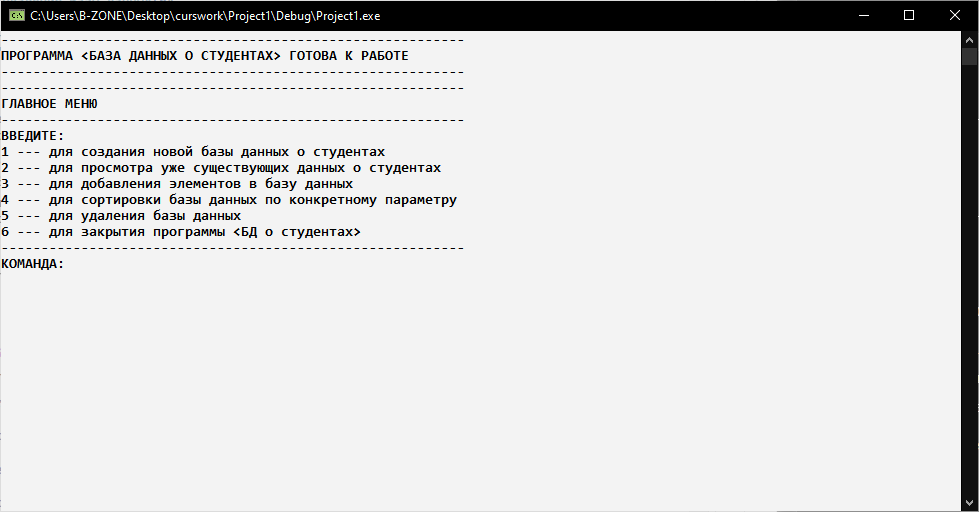 C:\Users\B-ZONE\Desktop\curswork\Project1\Debug\Project1.exe
----------------------------------------------------------
ПРОГРАММА <БАЗА ДАННЫХ О СТУДЕНТАХ> ГОТОВА К РАБОТЕ
----------------------------------------------------------
----------------------------------------------------------
ГЛАВНОЕ МЕНЮ
----------------------------------------------------------
ВВЕДИТЕ:
1 --- для создания новой базы данных о студентах
2 --- для просмотра уже существующих данных о студентах
3 --- для добавления элементов в базу данных
4 --- для сортировки базы данных по конкретному параметру
5 --- для удаления базы данных
6 --- для закрытия программы <БД о студентах>
----------------------------------------------------------
КОМАНДА: